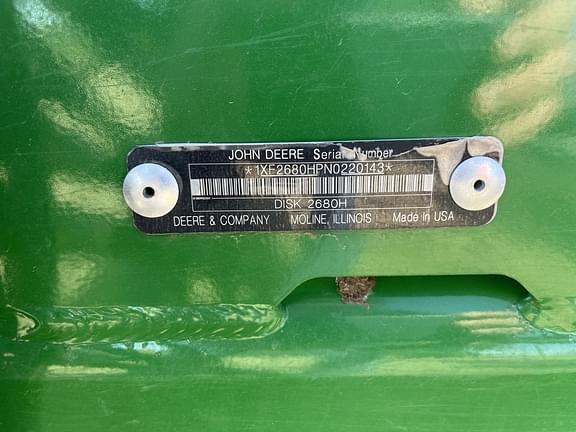 JOHN DEERE Serial Number
*1XF2680HPN0220143*
DISK 2680H
DEERE & COMPANY MOLINE, ILLINOIS Made in USA